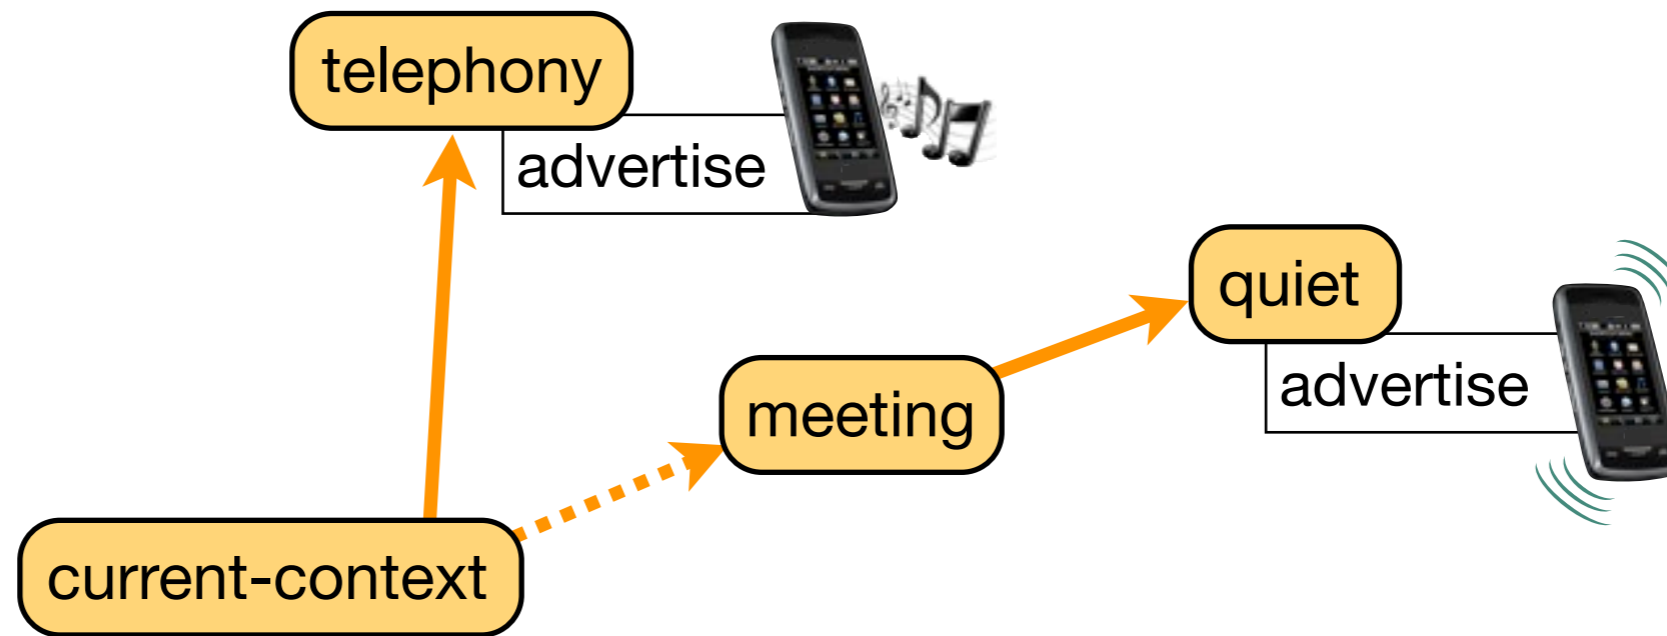 telephony
advertise
quiet
advertise
meeting
current-context